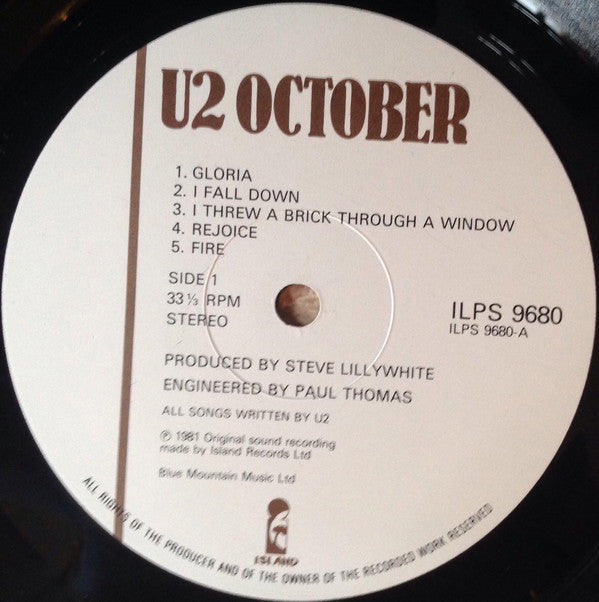 U2 OCTOBER
1. GLORIA
2. I FALL DOWN
3. I THREW A BRICK THROUGH A WINDOW
4. REJOICE
5. FIRE
SIDE 1
33⅓ RPM
STEREO
ILPS 9680
ILPS 9680-A
PRODUCED BY STEVE LILLYWHITE
ENGINEERED BY PAUL THOMAS
ALL SONGS WRITTEN BY U2
℗ 1981 Original sound recording
made by Island Records Ltd
Blue Mountain Music Ltd
ISLAND
ALL RIGHTS OF THE PRODUCER AND OF THE OWNER OF THE RECORDED WORK RESERVED